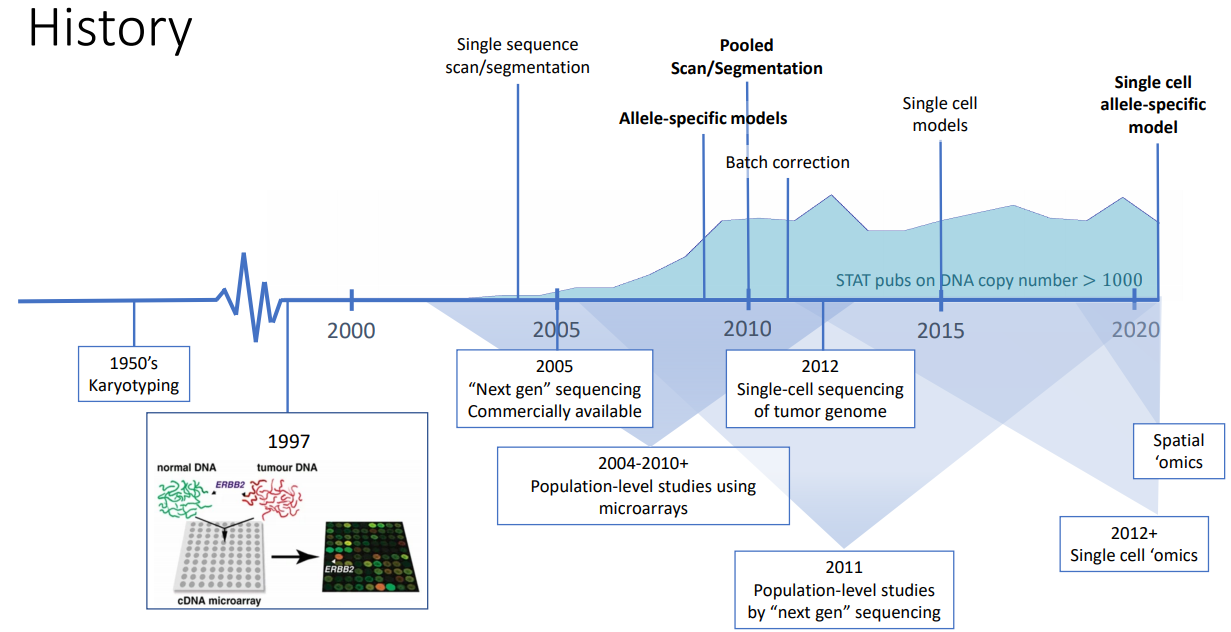 History
Single sequence
scan/segmentation
Pooled
Scan/Segmentation
Allele-specific models
Batch correction
Single cell
models
Single cell
allele-specific
model
STAT pubs on DNA copy number > 1000
2000
2005
2010
2015
2020
1950’s
Karyotyping
1997
normal DNA
tumour DNA
ERBB2
ERBB2
cDNA microarray
2005
“Next gen” sequencing
Commercially available
2004-2010+
Population-level studies using
microarrays
2012
Single-cell sequencing
of tumor genome
2011
Population-level studies
by “next gen” sequencing
Spatial
‘omics
2012+
Single cell ‘omics